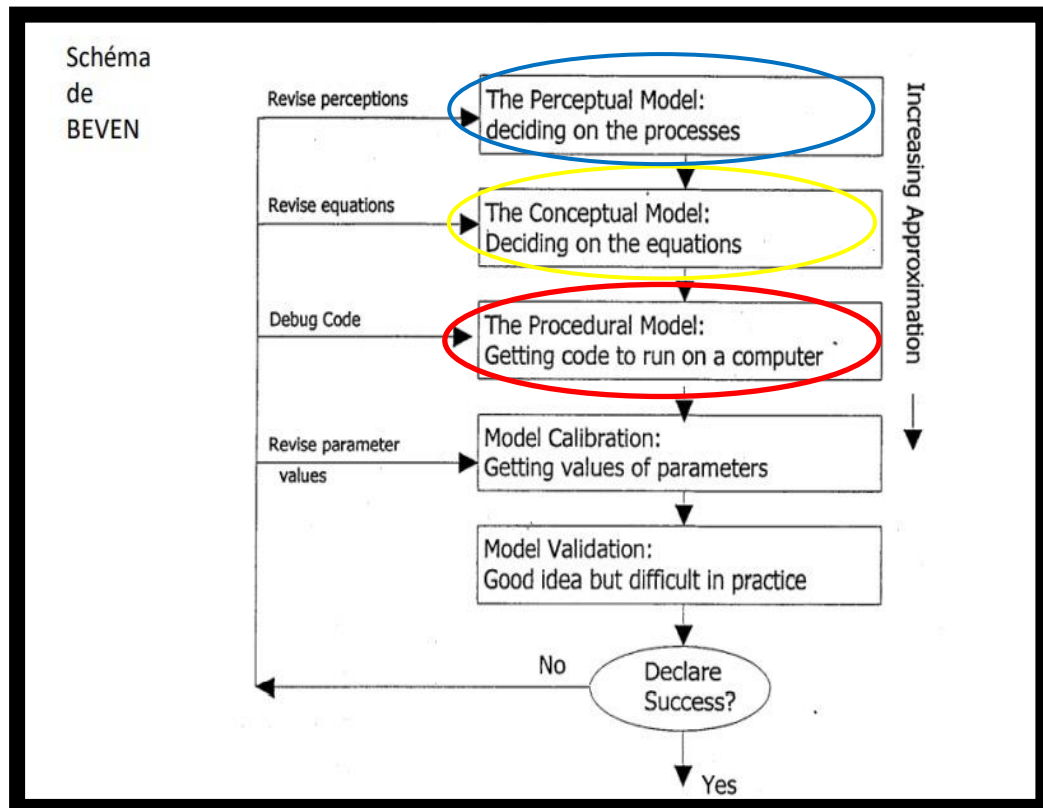 Schéma
de
BEVEN
Revise perceptions
The Perceptual Model:
deciding on the processes
Revise equations
The Conceptual Model:
Deciding on the equations
Debug Code
The Procedural Model:
Getting code to run on a computer
Revise parameter
values
Model Calibration:
Getting values of parameters
Model Validation:
Good idea but difficult in practice
No
Declare
Success?
Yes
Increasing Approximation